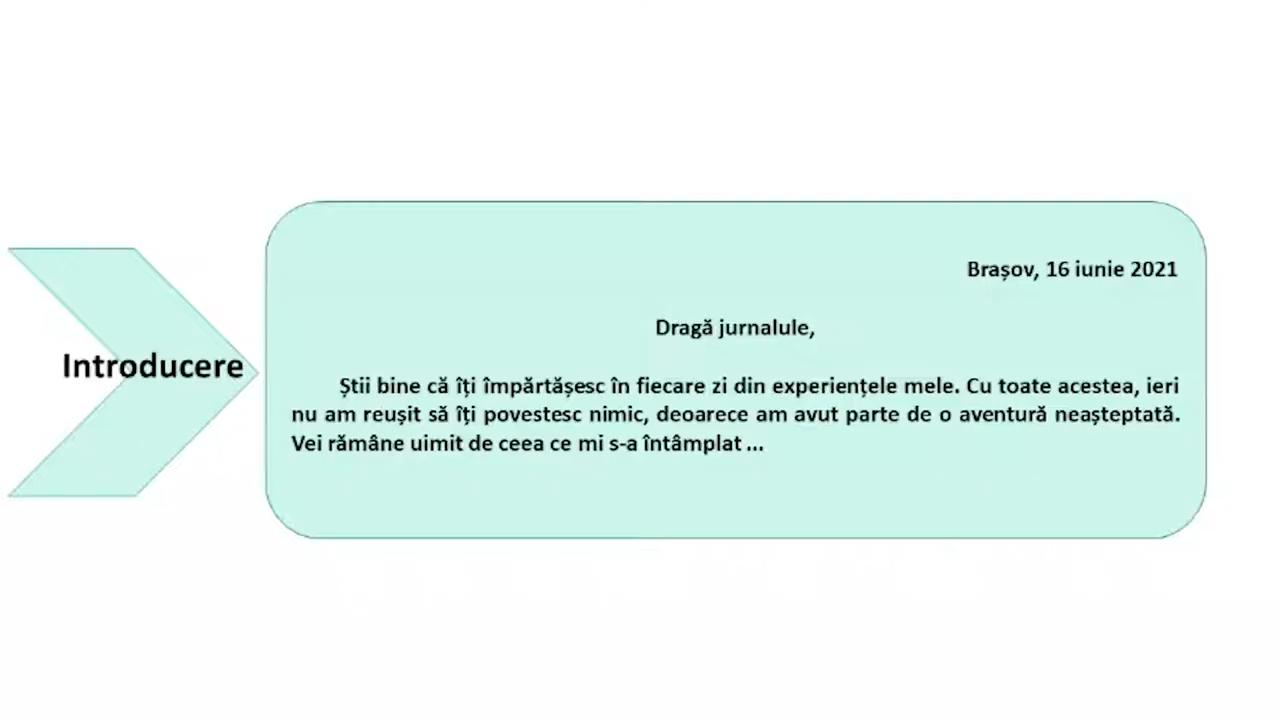 Brașov, 16 iunie 2021
Dragă jurnalule,
Introducere
Știi bine că îți împărtășesc în fiecare zi din experiențele mele. Cu toate acestea, ieri
nu am reușit să îți povestesc nimic, deoarece am avut parte de o aventură neașteptată.
Vei rămâne uimit de ceea ce mi s-a întâmplat ...